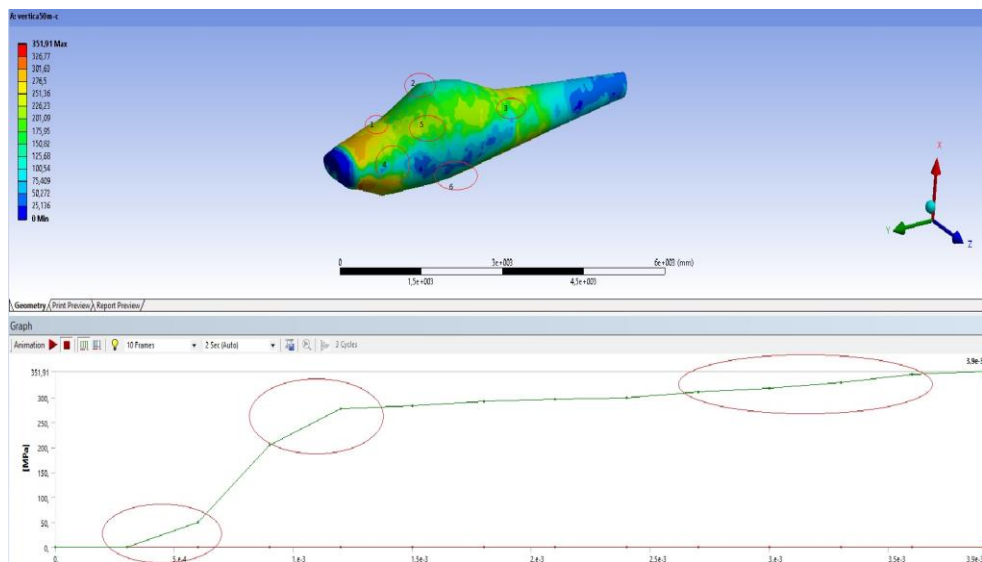 A: vertica50m-c
351,91 Max
326,77
301,63
276,5
251,36
226,23
201,09
175,95
150,82
125,68
100,54
75,409
50,272
25,136
0 Min
2
1
3
5
4
6
X
Y
Z
0 3e+003 6e+003 (mm)
1,5e+003 4,5e+003
Geometry Print Preview Report Preview
Graph
Animation 10 Frames 2 Sec (Auto) 3 Cycles
3.9e-3
351,91
300,
250,
200,
150,
100,
50,
0,
[MPa]
0. 5.e-4 1.e-3 1.5e-3 2.e-3 2.5e-3 3.e-3 3.5e-3 3.9e-3